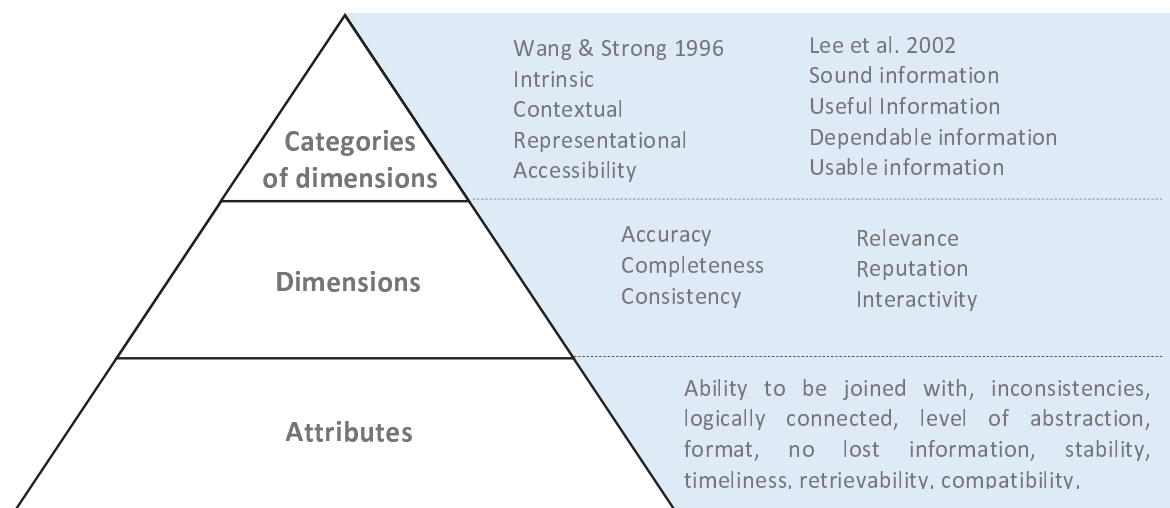 Categories
of dimensions
Wang & Strong 1996
Intrinsic
Contextual
Representational
Accessibility
Lee et al. 2002
Sound information
Useful Information
Dependable information
Usable information
Dimensions
Accuracy
Completeness
Consistency
Relevance
Reputation
Interactivity
Attributes
Ability to be joined with, inconsistencies,
logically connected, level of abstraction,
format, no lost information, stability,
timeliness, retrievability, compatibility,